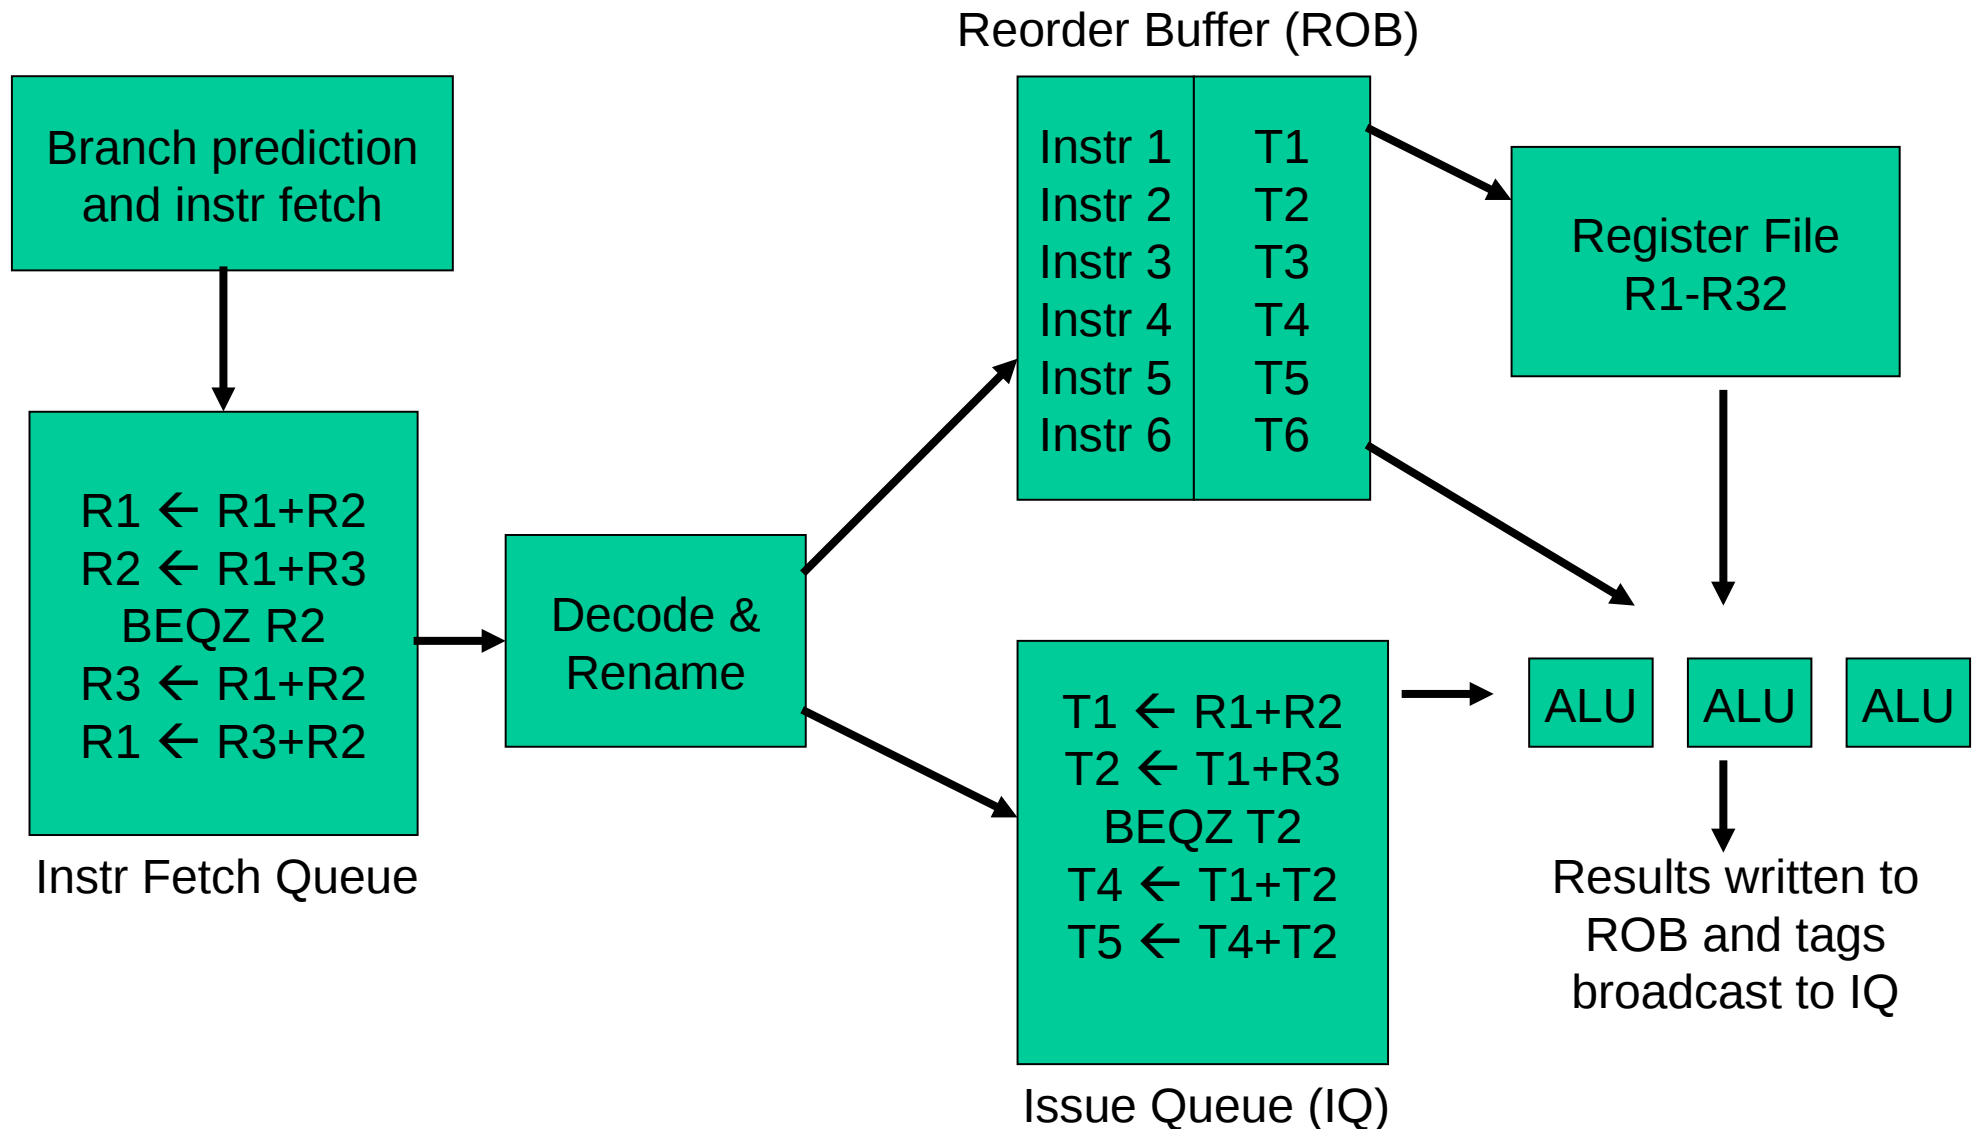 Reorder Buffer (ROB)
Branch prediction
and instr fetch
Instr 1 T1
Instr 2 T2
Instr 3 T3
Instr 4 T4
Instr 5 T5
Instr 6 T6
Register File
R1-R32
R1 ← R1+R2
R2 ← R1+R3
BEQZ R2
R3 ← R1+R2
R1 ← R3+R2
Instr Fetch Queue
Decode &
Rename
T1 ← R1+R2
T2 ← T1+R3
BEQZ T2
T4 ← T1+T2
T5 ← T4+T2
Issue Queue (IQ)
ALU ALU ALU
Results written to
ROB and tags
broadcast to IQ